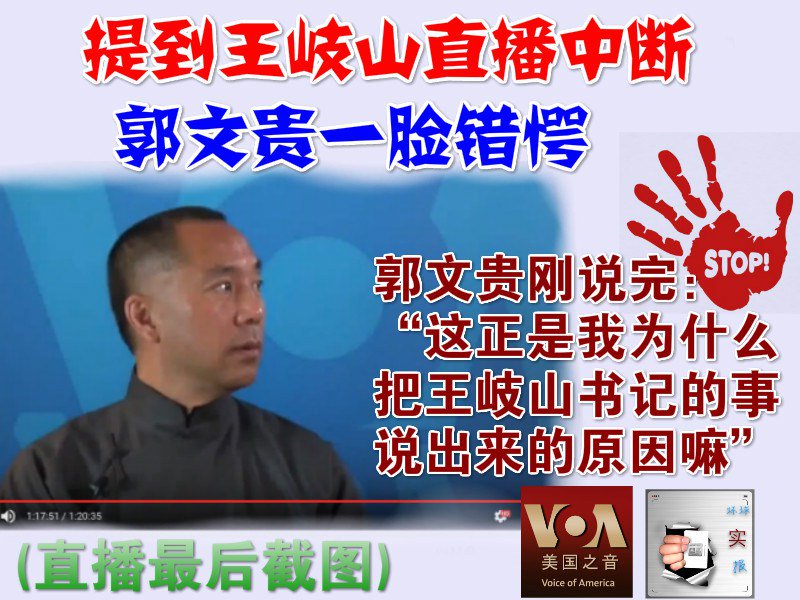 提到王岐山直播中断
郭文贵一脸错愕
STOP!
郭文贵刚说完：
“这正是我为什么
把王岐山书记的事
说出来的原因嘛”
1:17:51 / 1:20:35
(直播最后截图)
VOA
美国之音
Voice of America
环球
实
报